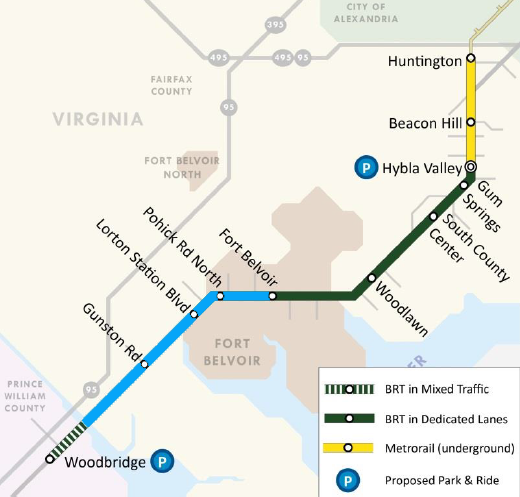 CITY OF
ALEXANDRIA
395
495
495
95
Huntington
FAIRFAX
COUNTY
95
VIRGINIA
Beacon Hill
FORT BELVOIR
NORTH
P
Hybla Valley
Gum
Springs
South County
Center
Pohick Rd North
Fort Belvoir
Lorton Station Blvd
Woodlawn
Gunston Rd
FORT
BELVOIR
PRINCE
WILLIAM
COUNTY
95
Woodbridge
P
BRT in Mixed Traffic
BRT in Dedicated Lanes
Metrorail (underground)
P
Proposed Park & Ride